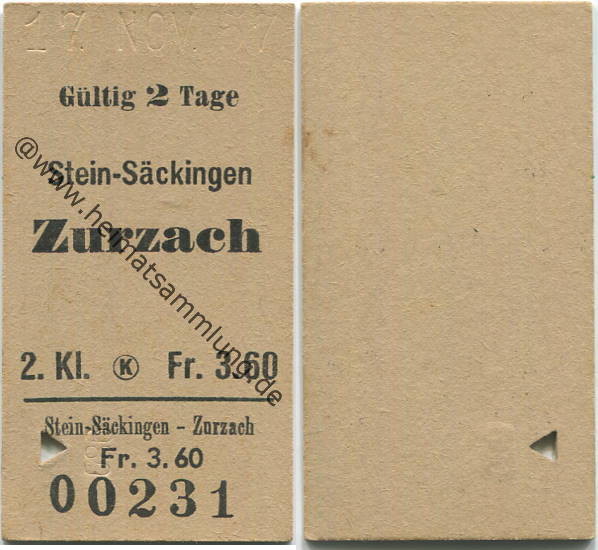 17. NOV. 57
Gültig 2 Tage
Stein-Säckingen
Zurzach
2. Kl. K Fr. 3.60
Stein-Säckingen - Zurzach
Fr. 3.60
00231
@www.heimatsammlung.de